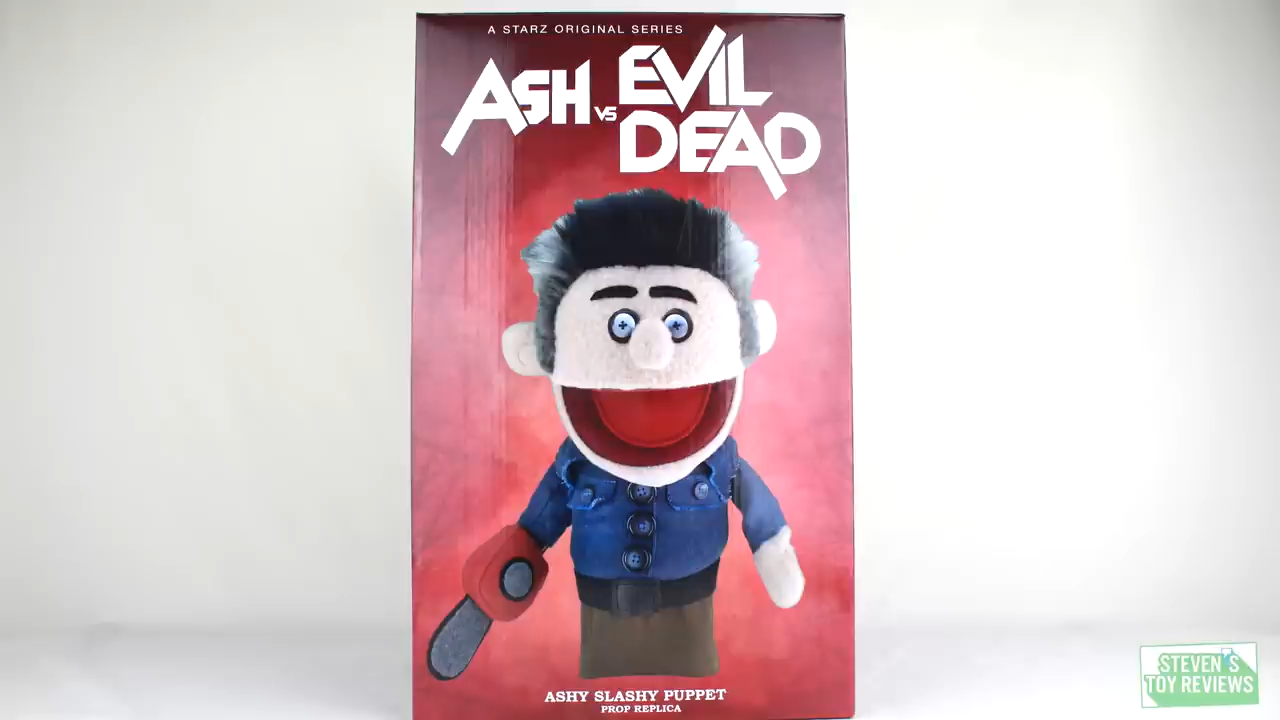 A STARZ ORIGINAL SERIES
ASH VS EVIL DEAD
ASHY SLASHY PUPPET
PROP REPLICA
STEVEN'S
TOY REVIEWS